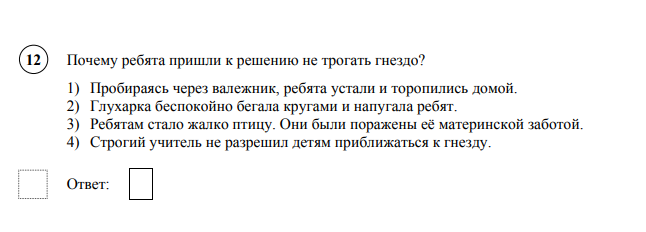 12 Почему ребята пришли к решению не трогать гнездо?
1) Пробираясь через валежник, ребята устали и торопились домой.
2) Глухарка беспокойно бегала кругами и напугала ребят.
3) Ребятам стало жалко птицу. Они были поражены её материнской заботой.
4) Строгий учитель не разрешил детям приближаться к гнезду.
Ответ: